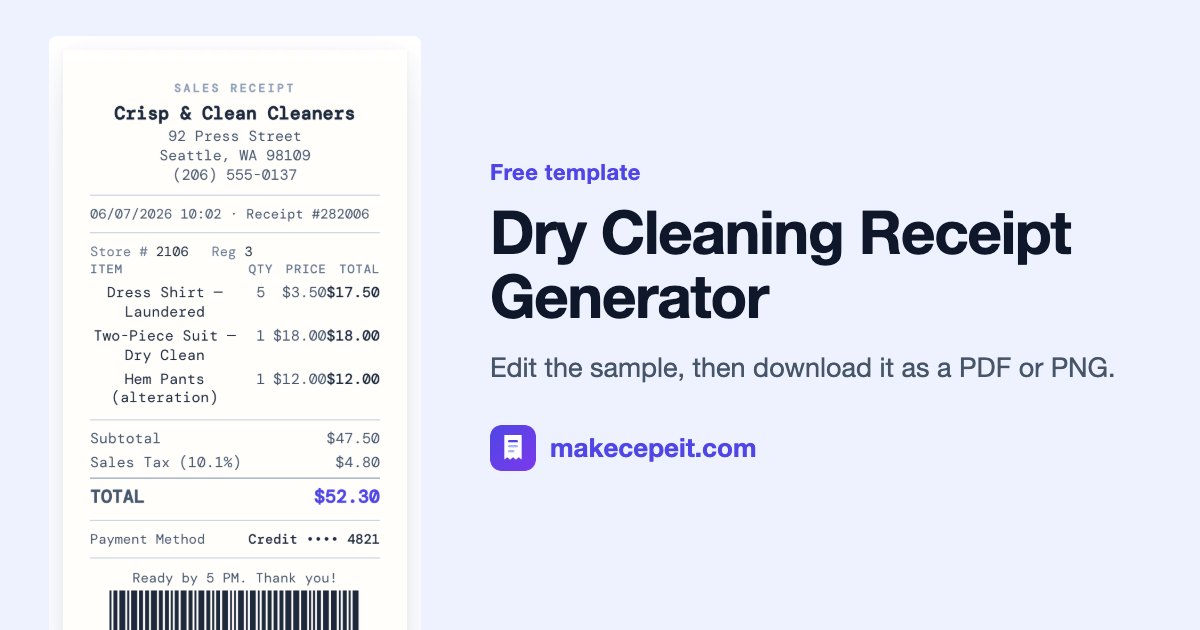 SALES RECEIPT
Crisp & Clean Cleaners
92 Press Street
Seattle, WA 98109
(206) 555-0137
06/07/2026 10:02 · Receipt #282006
Store # 2106 Reg 3
ITEM QTY PRICE TOTAL
Dress Shirt — 5 $3.50 $17.50
Laundered
Two-Piece Suit — 1 $18.00 $18.00
Dry Clean
Hem Pants 1 $12.00 $12.00
(alteration)
Subtotal $47.50
Sales Tax (10.1%) $4.80
TOTAL $52.30
Payment Method Credit •••• 4821
Ready by 5 PM. Thank you!
Free template
Dry Cleaning Receipt
Generator
Edit the sample, then download it as a PDF or PNG.
makecepeit.com